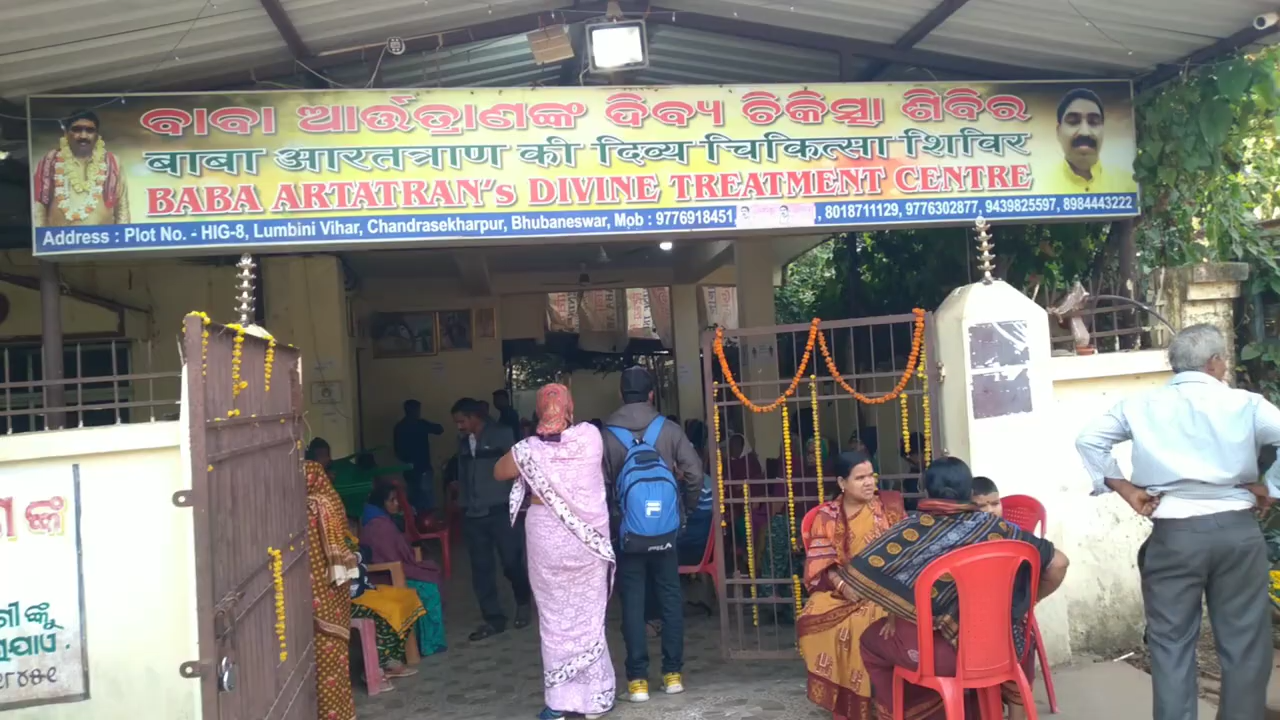 ବାବା ଆର୍ତ୍ତତ୍ରାଣଙ୍କ ଦିବ୍ୟ ଚିକିତ୍ସା ଶିବିର
बाबा आरतत्राण की दिव्य चिकित्सा शिविर
BABA ARTATRAN's DIVINE TREATMENT CENTRE
Address : Plot No. - HIG-8, Lumbini Vihar, Chandrasekharpur, Bhubaneswar, Mob : 9776918451, , 8018711129, 9776302877, 9439825597, 8984443222
FILA